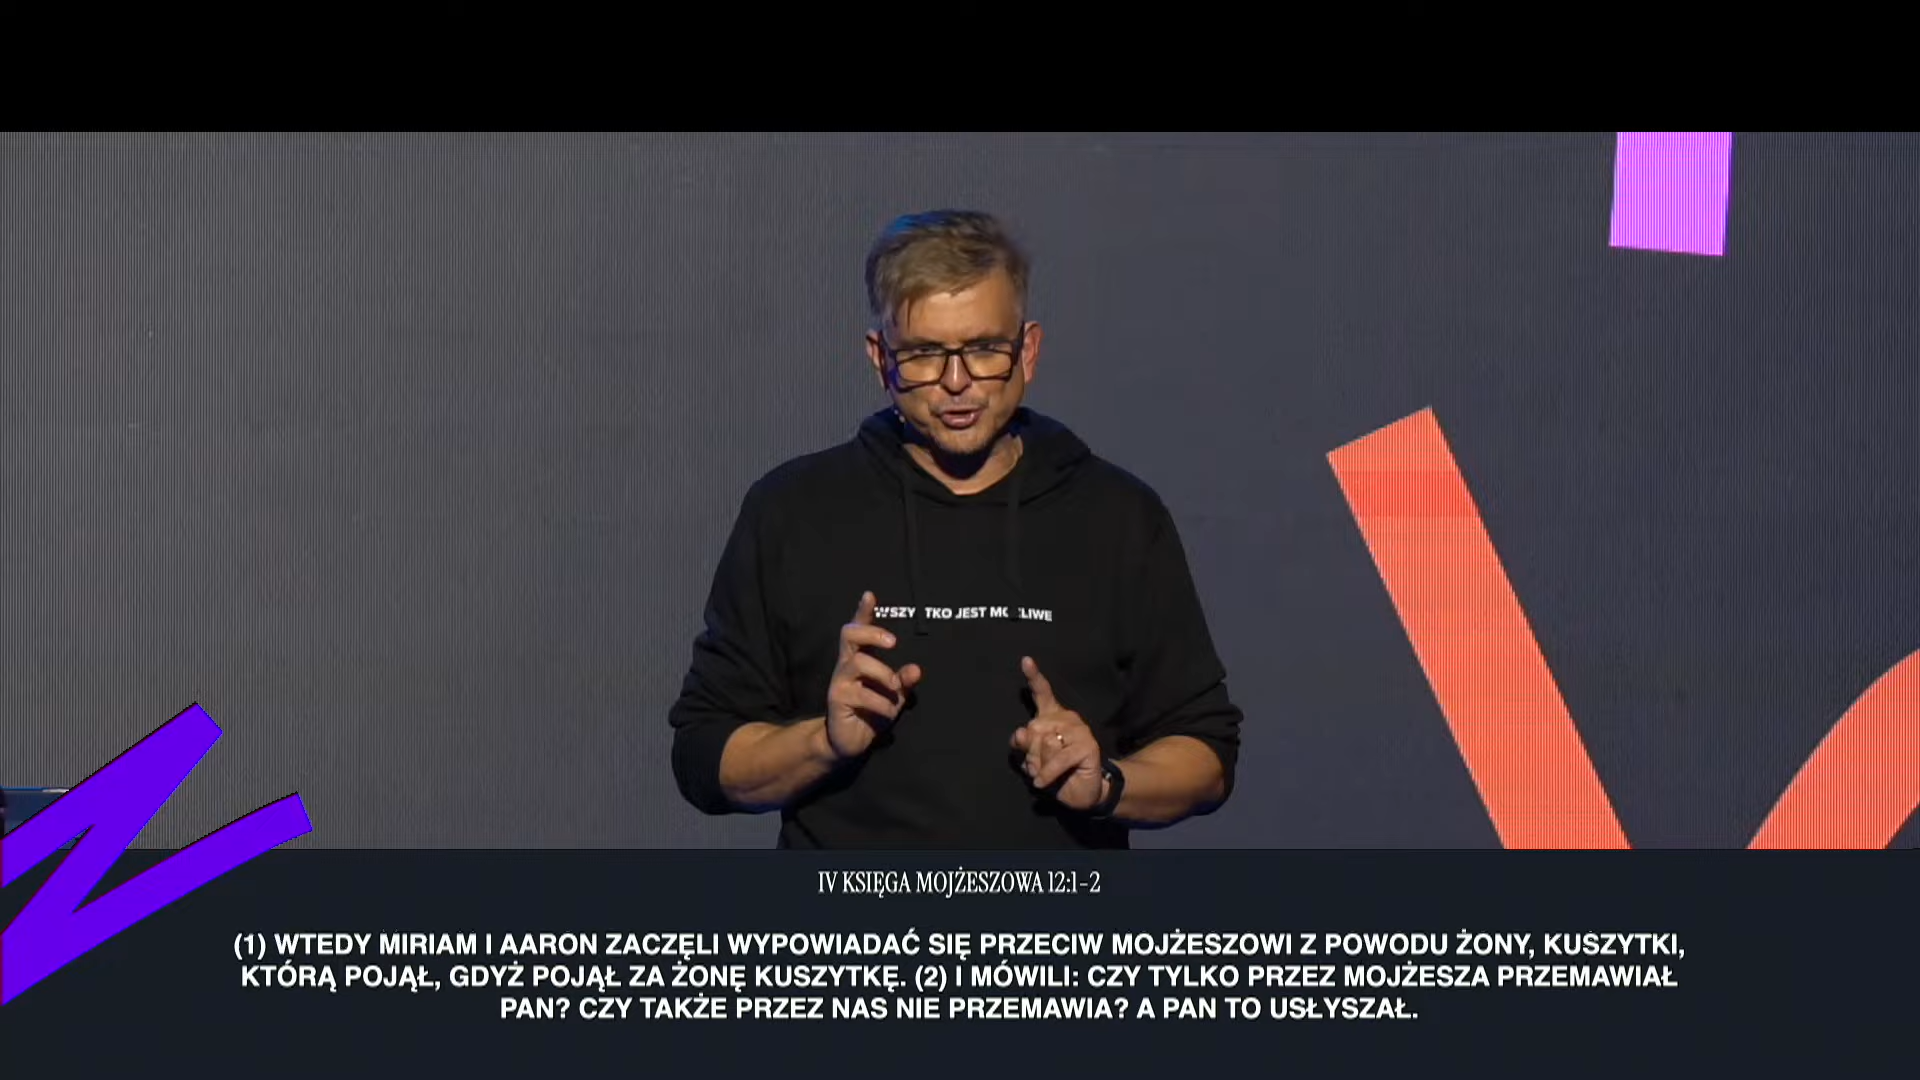 WSZYSTKO JEST MOŻLIWE
IV KSIĘGA MOJŻESZOWA 12:1-2
(1) WTEDY MIRIAM I AARON ZACZĘLI WYPOWIADAĆ SIĘ PRZECIW MOJŻESZOWI Z POWODU ŻONY, KUSZYTKI,
KTÓRĄ POJĄŁ, GDYŻ POJĄŁ ZA ŻONĘ KUSZYTKĘ. (2) I MÓWILI: CZY TYLKO PRZEZ MOJŻESZA PRZEMAWIAŁ
PAN? CZY TAKŻE PRZEZ NAS NIE PRZEMAWIA? A PAN TO USŁYSZAŁ.